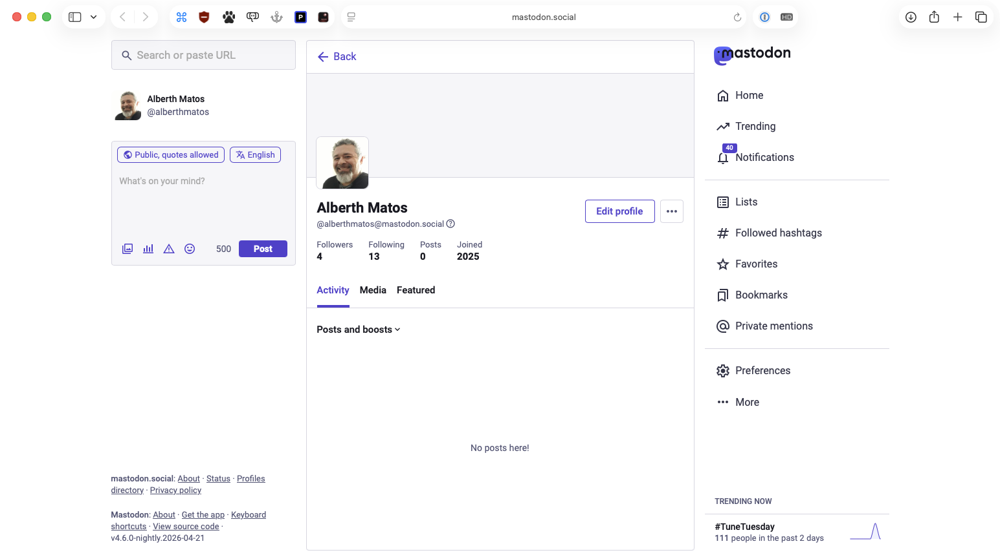 P
mastodon.social
HD
Search or paste URL
Alberth Matos
@alberthmatos
Public, quotes allowed
English
What's on your mind?
500
Post
mastodon.social: About · Status · Profiles
directory · Privacy policy
Mastodon: About · Get the app · Keyboard
shortcuts · View source code ·
v4.6.0-nightly.2026-04-21
Back
Alberth Matos
Edit profile
@alberthmatos@mastodon.social
Followers Following Posts Joined
4 13 0 2025
Activity Media Featured
Posts and boosts
No posts here!
mastodon
Home
Trending
40
Notifications
Lists
Followed hashtags
Favorites
Bookmarks
Private mentions
Preferences
More
TRENDING NOW
#TuneTuesday
111 people in the past 2 days